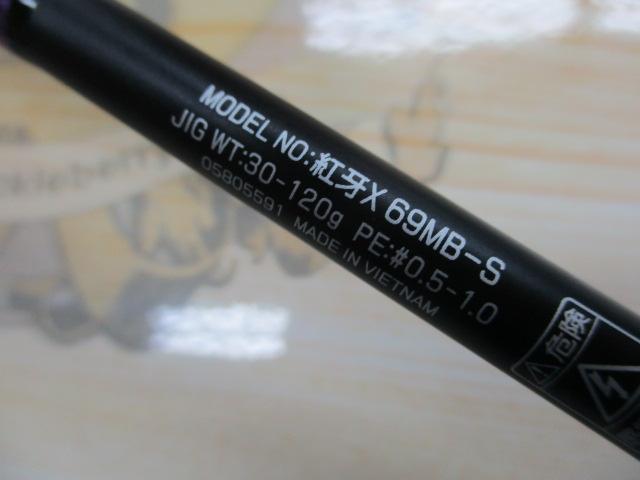 MODEL NO:紅牙X 69MB-S
JIG WT:30-120g PE:#0.5-1.0
05805591 MADE IN VIETNAM
危険